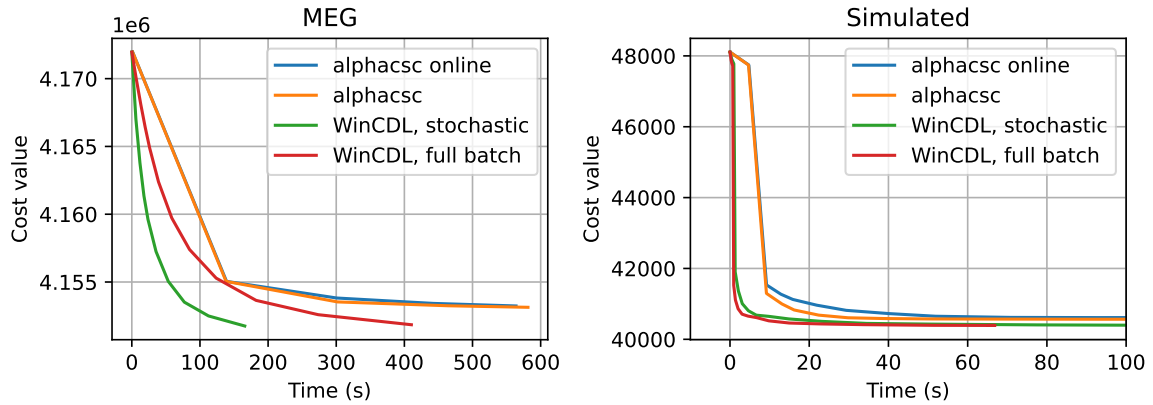 MEG
1e6
4.170
4.165
4.160
4.155
Cost value
0 100 200 300 400 500 600
Time (s)
alphacsc online
alphacsc
WinCDL, stochastic
WinCDL, full batch
Simulated
48000
46000
44000
42000
40000
Cost value
0 20 40 60 80 100
Time (s)
alphacsc online
alphacsc
WinCDL, stochastic
WinCDL, full batch